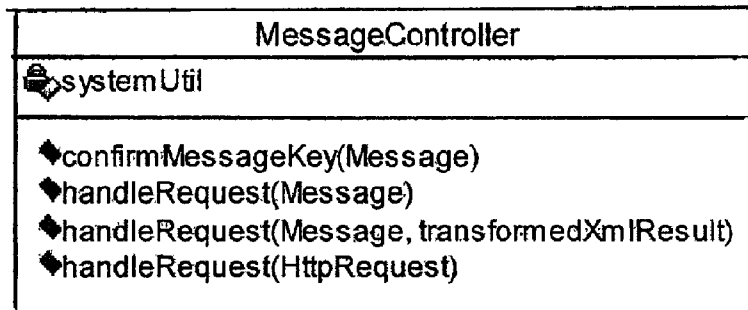 MessageController
systemUtil
confirmMessageKey(Message)
handleRequest(Message)
handleRequest(Message, transformedXmlResult)
handleRequest(HttpRequest)